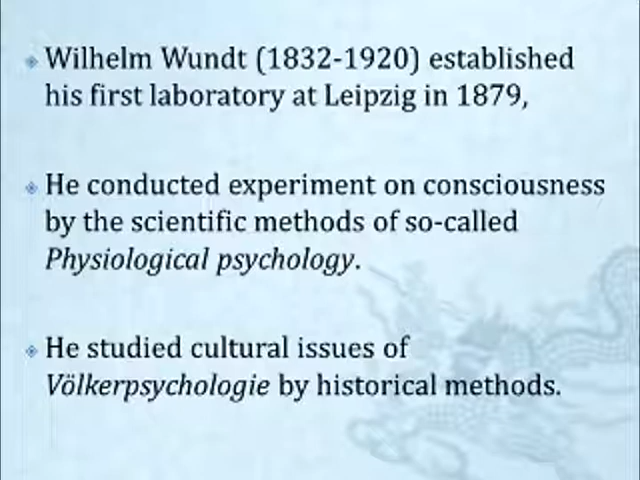 Wilhelm Wundt (1832-1920) established
his first laboratory at Leipzig in 1879,
He conducted experiment on consciousness
by the scientific methods of so-called
Physiological psychology.
He studied cultural issues of
Völkerpsychologie by historical methods.